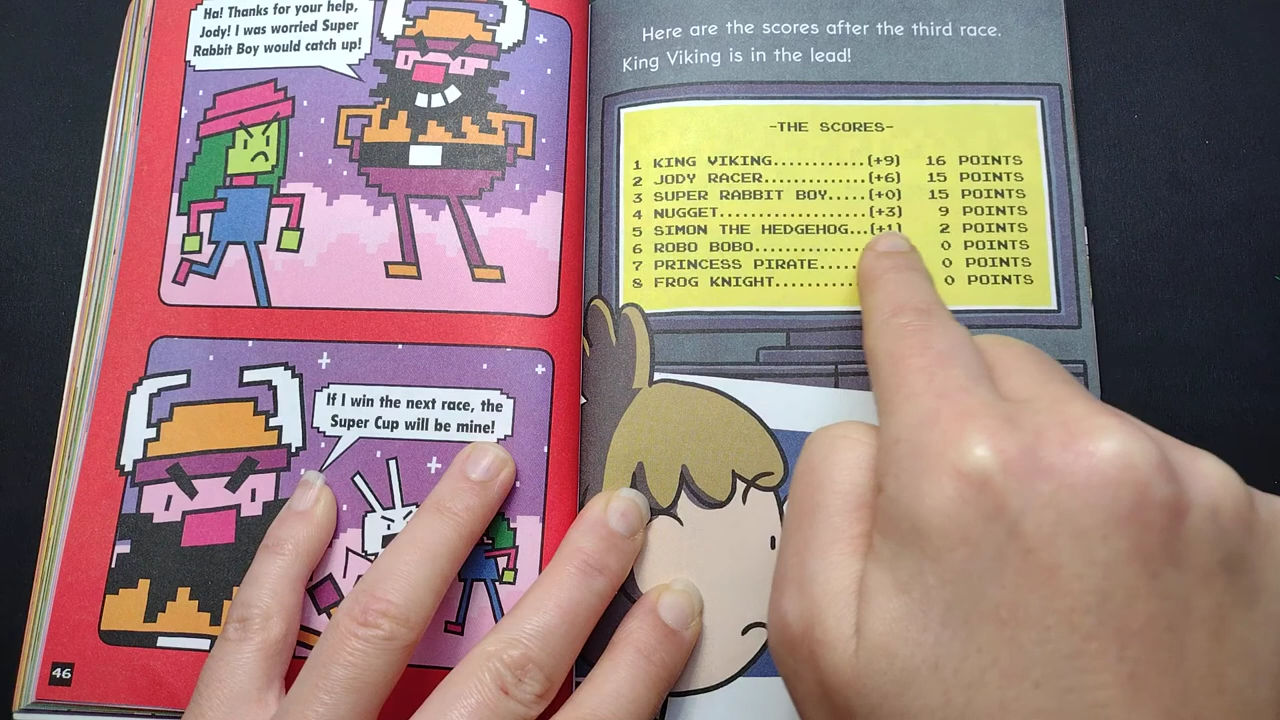 Ha! Thanks for your help,
Jody! I was worried Super
Rabbit Boy would catch up!
If I win the next race, the
Super Cup will be mine!
46
Here are the scores after the third race.
King Viking is in the lead!
-THE SCORES-
1 KING VIKING...........(+9) 16 POINTS
2 JODY RACER............(+6) 15 POINTS
3 SUPER RABBIT BOY.....(+0) 15 POINTS
4 NUGGET..................(+3) 9 POINTS
5 SIMON THE HEDGEHOG...(+1) 2 POINTS
6 ROBO BOBO............. 0 POINTS
7 PRINCESS PIRATE..... 0 POINTS
8 FROG KNIGHT.......... 0 POINTS